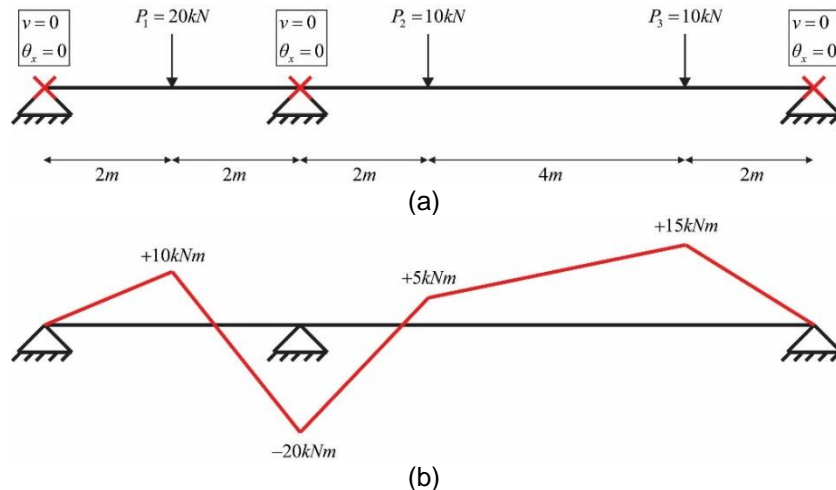 v=0
θₓ=0
P₁=20kN
v=0
θₓ=0
P₂=10kN
P₃=10kN
v=0
θₓ=0
2m 2m 2m 4m 2m
(a)
+10kNm
+5kNm
+15kNm
−20kNm
(b)